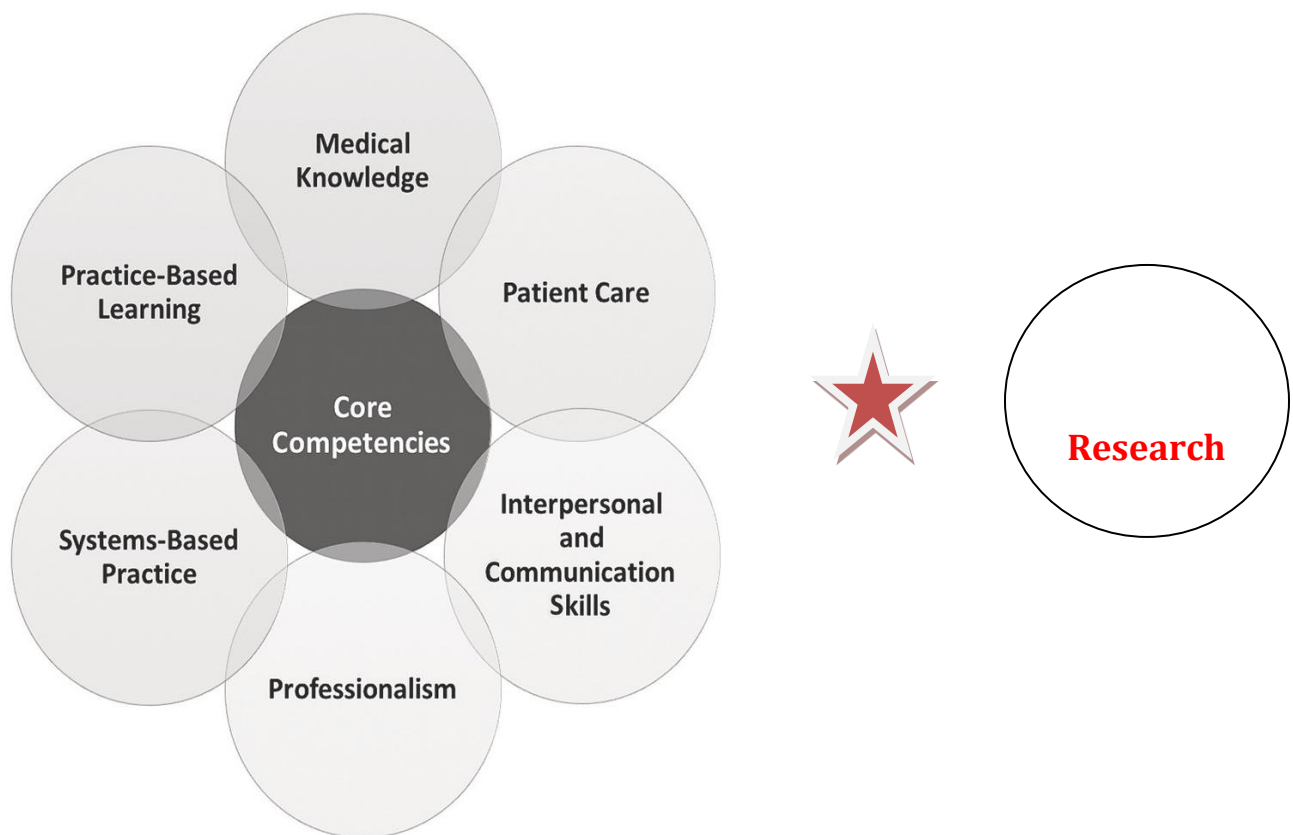 Medical
Knowledge
Practice-Based
Learning
Patient Care
Core
Competencies
Research
Systems-Based
Practice
Interpersonal
and
Communication
Skills
Professionalism